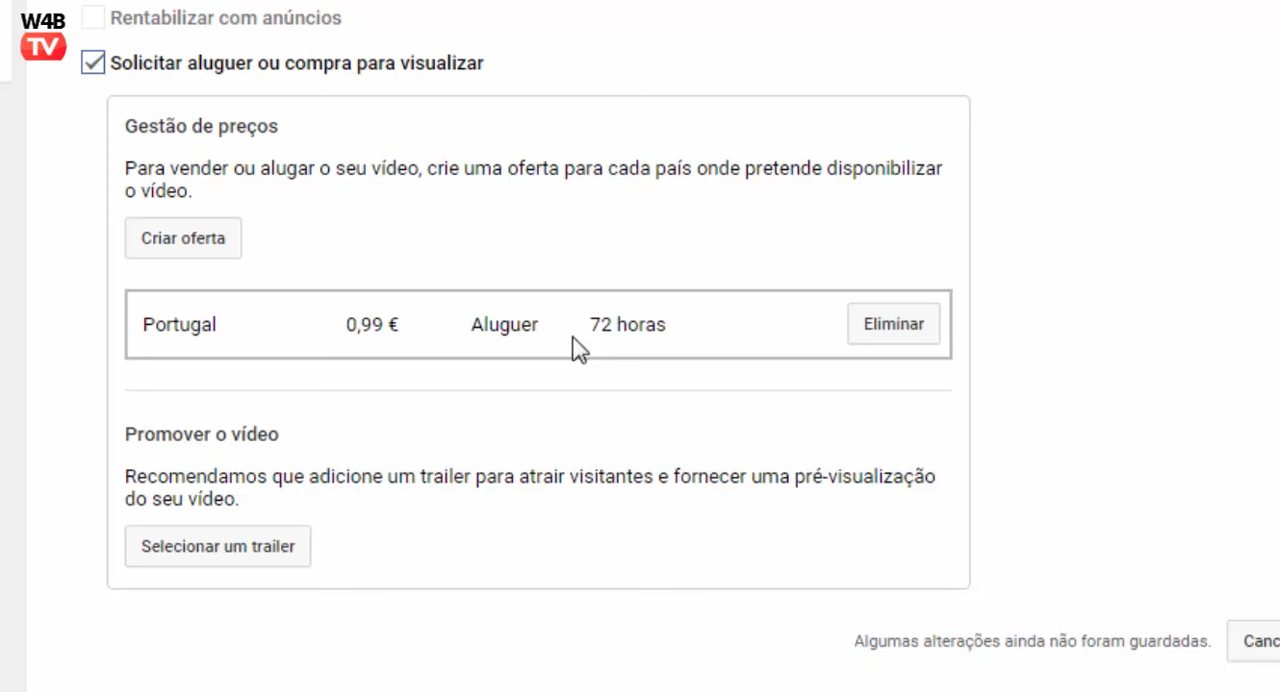 W4B
TV
Rentabilizar com anúncios
Solicitar aluguer ou compra para visualizar
Gestão de preços
Para vender ou alugar o seu vídeo, crie uma oferta para cada país onde pretende disponibilizar
o vídeo.
Criar oferta
Portugal 0,99 € Aluguer 72 horas Eliminar
Promover o vídeo
Recomendamos que adicione um trailer para atrair visitantes e fornecer uma pré-visualização
do seu vídeo.
Selecionar um trailer
Algumas alterações ainda não foram guardadas. Canc